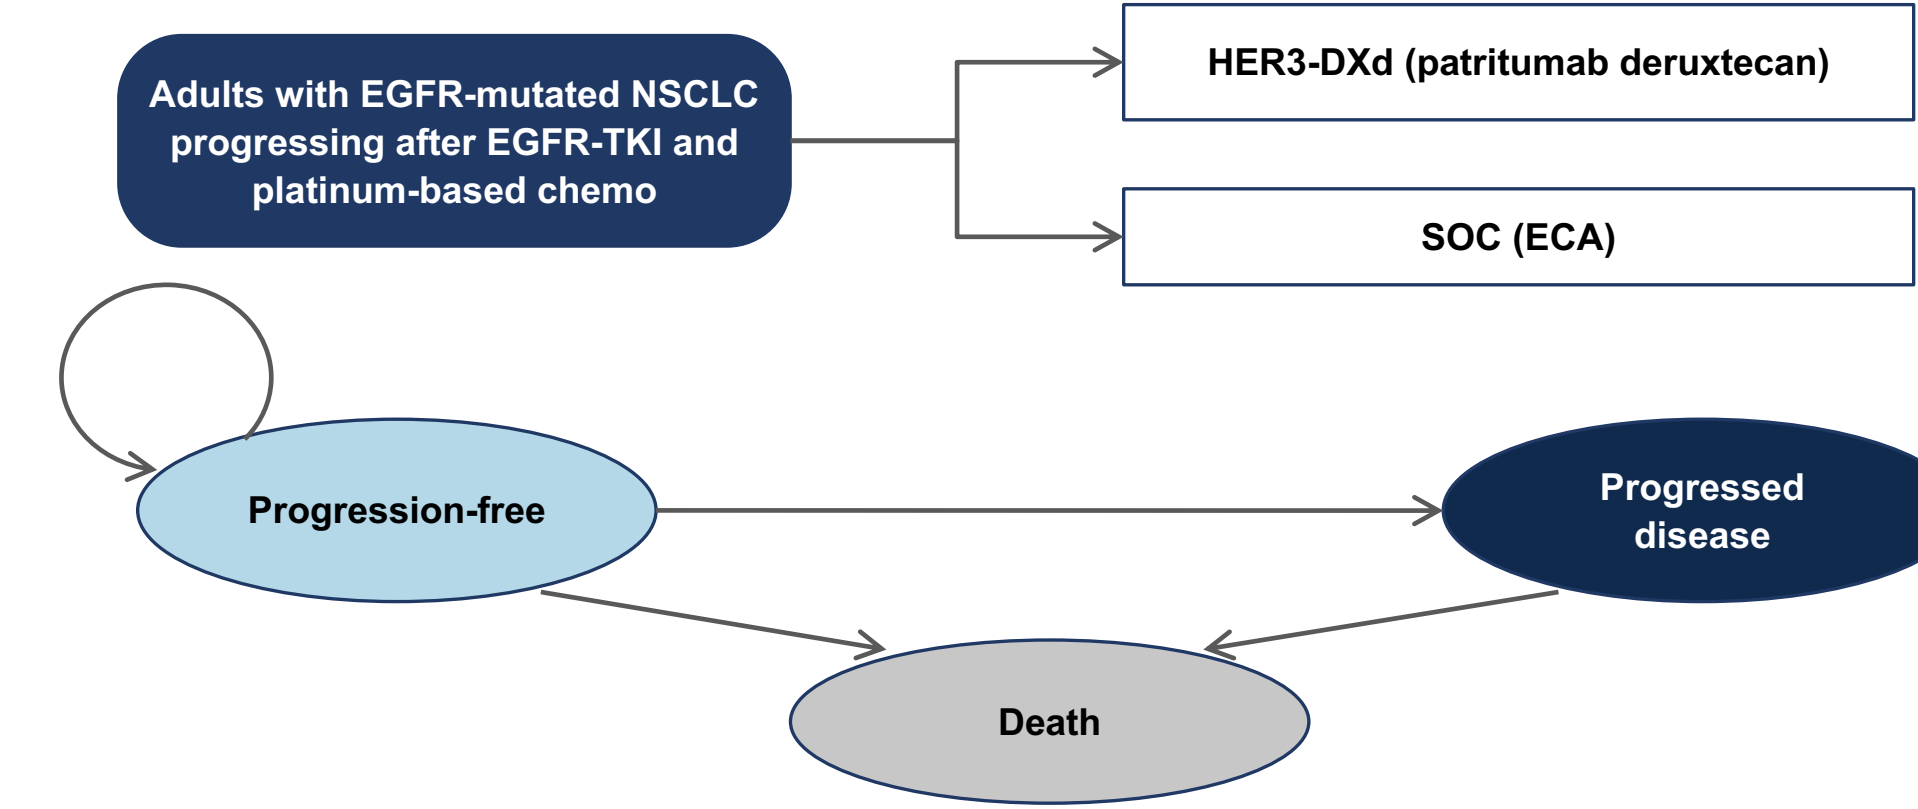 Adults with EGFR-mutated NSCLC
progressing after EGFR-TKI and
platinum-based chemo
HER3-DXd (patritumab deruxtecan)
SOC (ECA)
Progression-free
Progressed
disease
Death